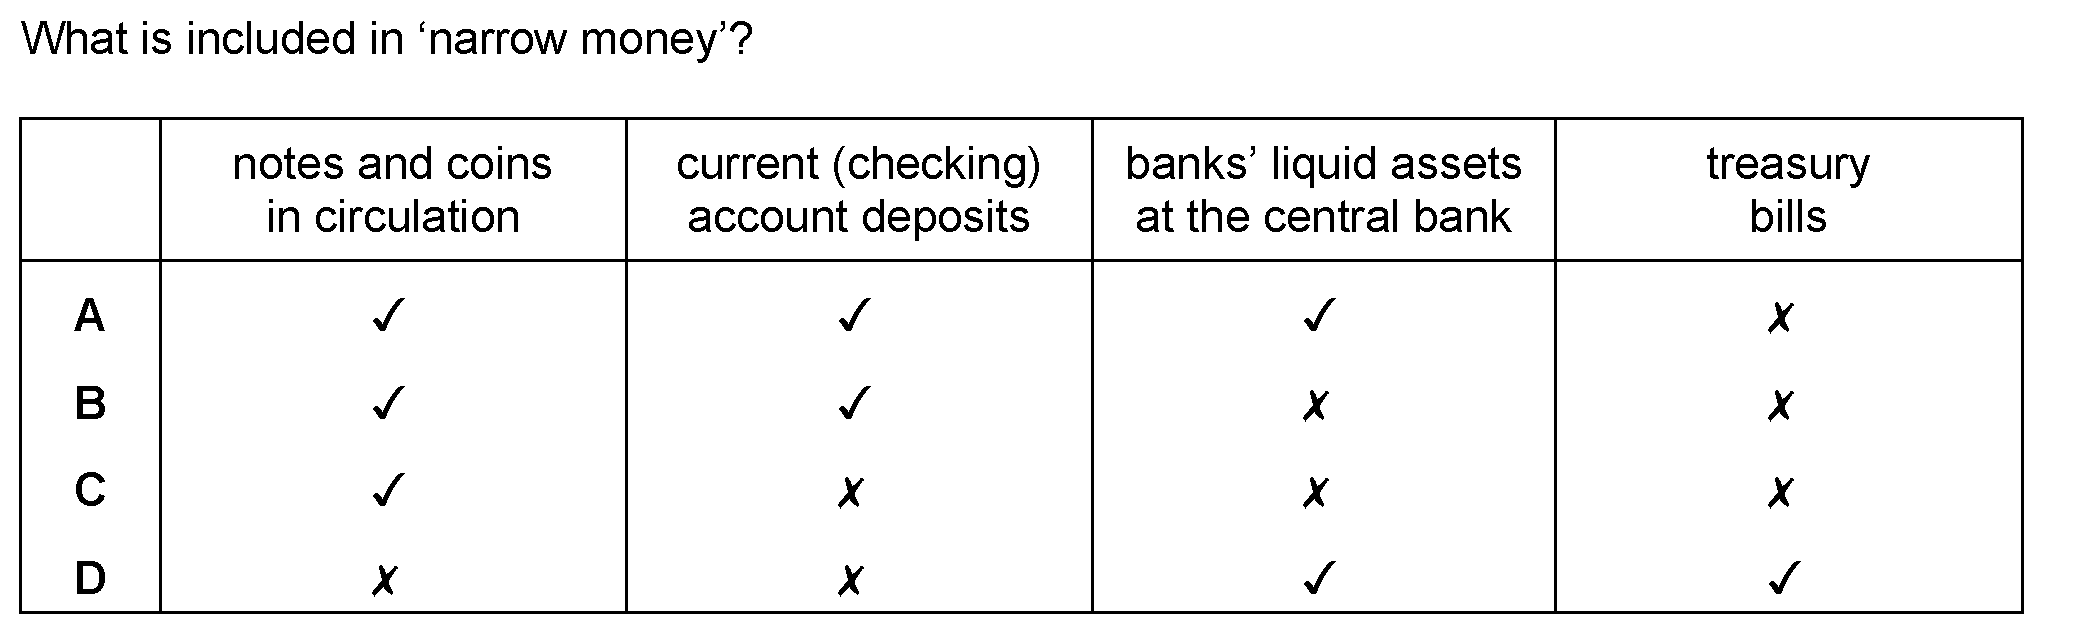 What is included in ‘narrow money’?
notes and coins in circulation current (checking) account deposits banks’ liquid assets at the central bank treasury bills
A ✓ ✓ ✓ ✗
B ✓ ✓ ✗ ✗
C ✓ ✗ ✗ ✗
D ✗ ✗ ✓ ✓